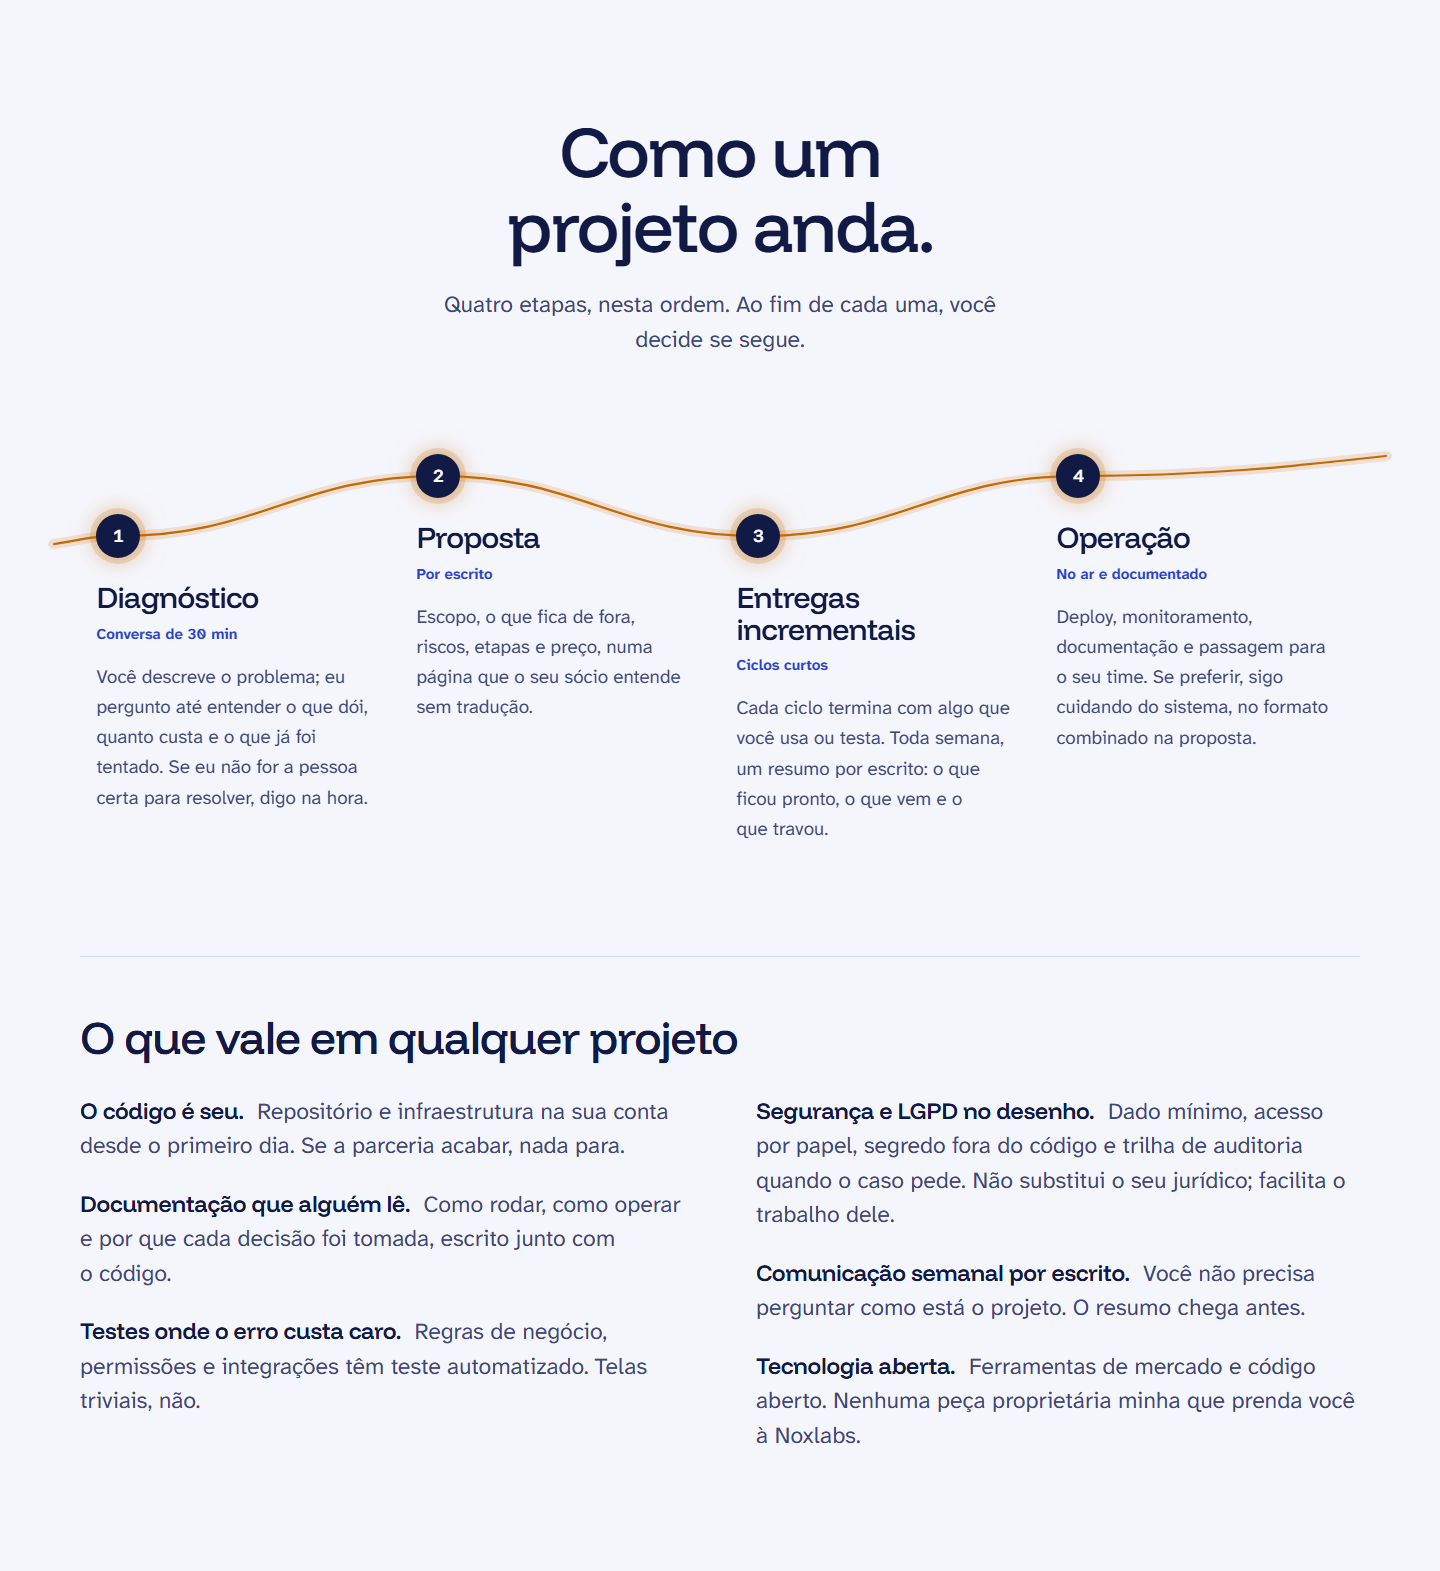 Como um
projeto anda.
Quatro etapas, nesta ordem. Ao fim de cada uma, você
decide se segue.
1
Diagnóstico
Conversa de 30 min
Você descreve o problema; eu
pergunto até entender o que dói,
quanto custa e o que já foi
tentado. Se eu não for a pessoa
certa para resolver, digo na hora.
2
Proposta
Por escrito
Escopo, o que fica de fora,
riscos, etapas e preço, numa
página que o seu sócio entende
sem tradução.
3
Entregas
incrementais
Ciclos curtos
Cada ciclo termina com algo que
você usa ou testa. Toda semana,
um resumo por escrito: o que
ficou pronto, o que vem e o
que travou.
4
Operação
No ar e documentado
Deploy, monitoramento,
documentação e passagem para
o seu time. Se preferir, sigo
cuidando do sistema, no formato
combinado na proposta.
O que vale em qualquer projeto
O código é seu. Repositório e infraestrutura na sua conta
desde o primeiro dia. Se a parceria acabar, nada para.
Documentação que alguém lê. Como rodar, como operar
e por que cada decisão foi tomada, escrito junto com
o código.
Testes onde o erro custa caro. Regras de negócio,
permissões e integrações têm teste automatizado. Telas
triviais, não.
Segurança e LGPD no desenho. Dado mínimo, acesso
por papel, segredo fora do código e trilha de auditoria
quando o caso pede. Não substitui o seu jurídico; facilita o
trabalho dele.
Comunicação semanal por escrito. Você não precisa
perguntar como está o projeto. O resumo chega antes.
Tecnologia aberta. Ferramentas de mercado e código
aberto. Nenhuma peça proprietária minha que prenda você
à Noxlabs.